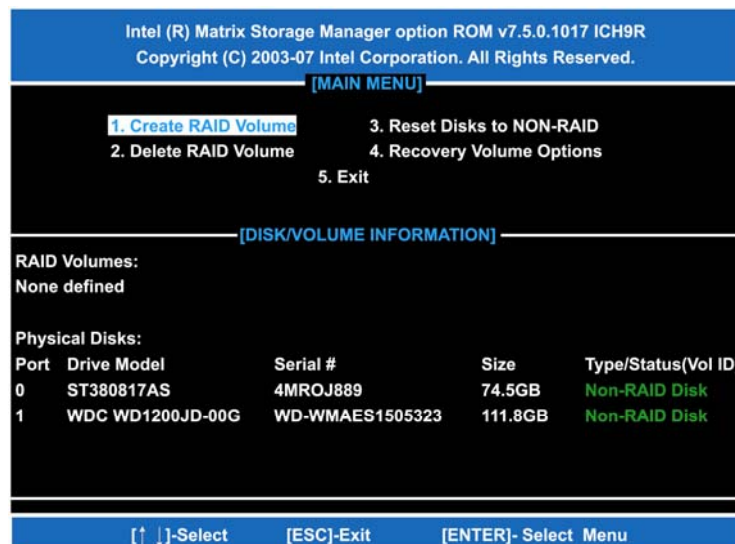 Intel (R) Matrix Storage Manager option ROM v7.5.0.1017 ICH9R
Copyright (C) 2003-07 Intel Corporation. All Rights Reserved.
[MAIN MENU]
1. Create RAID Volume 3. Reset Disks to NON-RAID
2. Delete RAID Volume 4. Recovery Volume Options
5. Exit
[DISK/VOLUME INFORMATION]
RAID Volumes:
None defined
Physical Disks:
Port Drive Model Serial # Size Type/Status(Vol ID
0 ST380817AS 4MROJ889 74.5GB Non-RAID Disk
1 WDC WD1200JD-00G WD-WMAES1505323 111.8GB Non-RAID Disk
[↑ ↓]-Select [ESC]-Exit [ENTER]- Select Menu